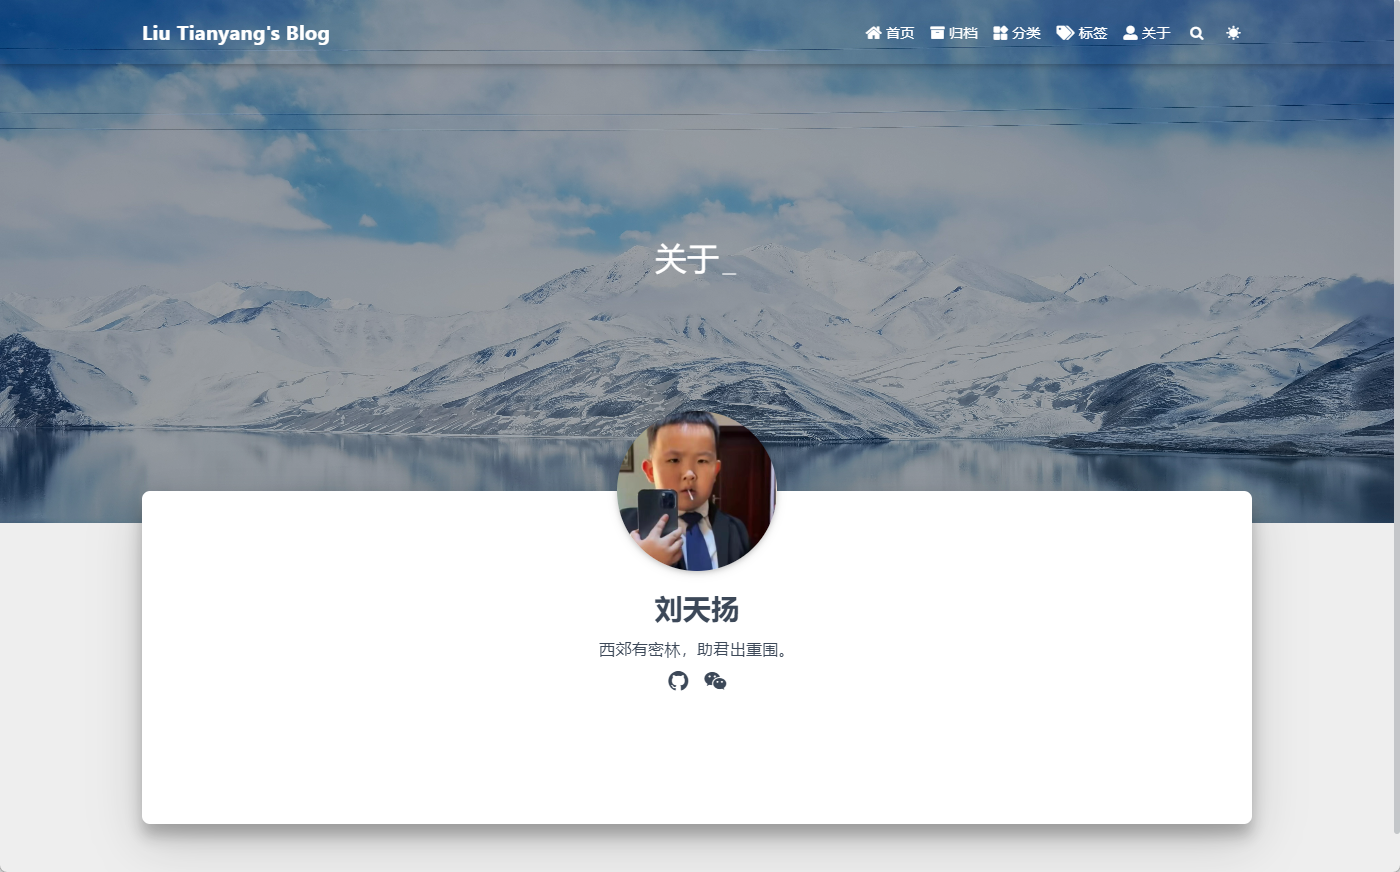 Liu Tianyang's Blog
首页 归档 分类 标签 关于
关于_
刘天扬
西郊有密林，助君出重围。